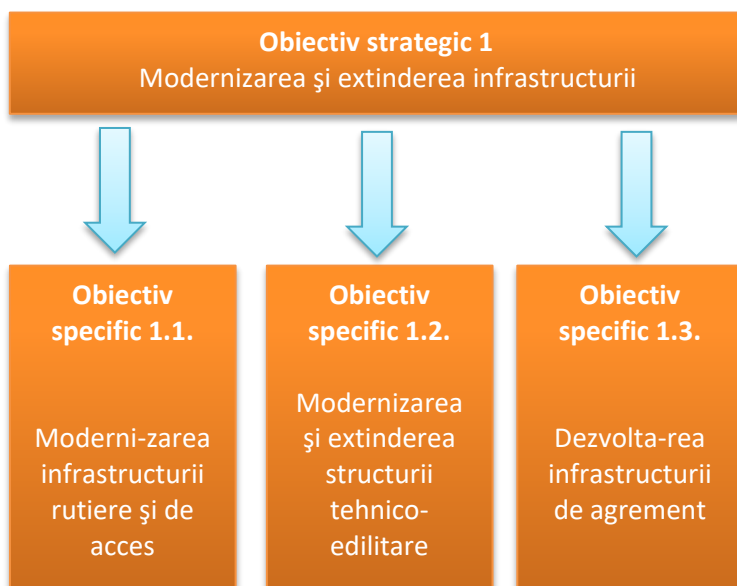 Obiectiv strategic 1
Modernizarea şi extinderea infrastructurii
Obiectiv
specific 1.1.
Moderni-zarea
infrastructurii
rutiere şi de
acces
Obiectiv
specific 1.2.
Modernizarea
şi extinderea
structurii
tehnico-
edilitare
Obiectiv
specific 1.3.
Dezvolta-rea
infrastructurii
de agrement